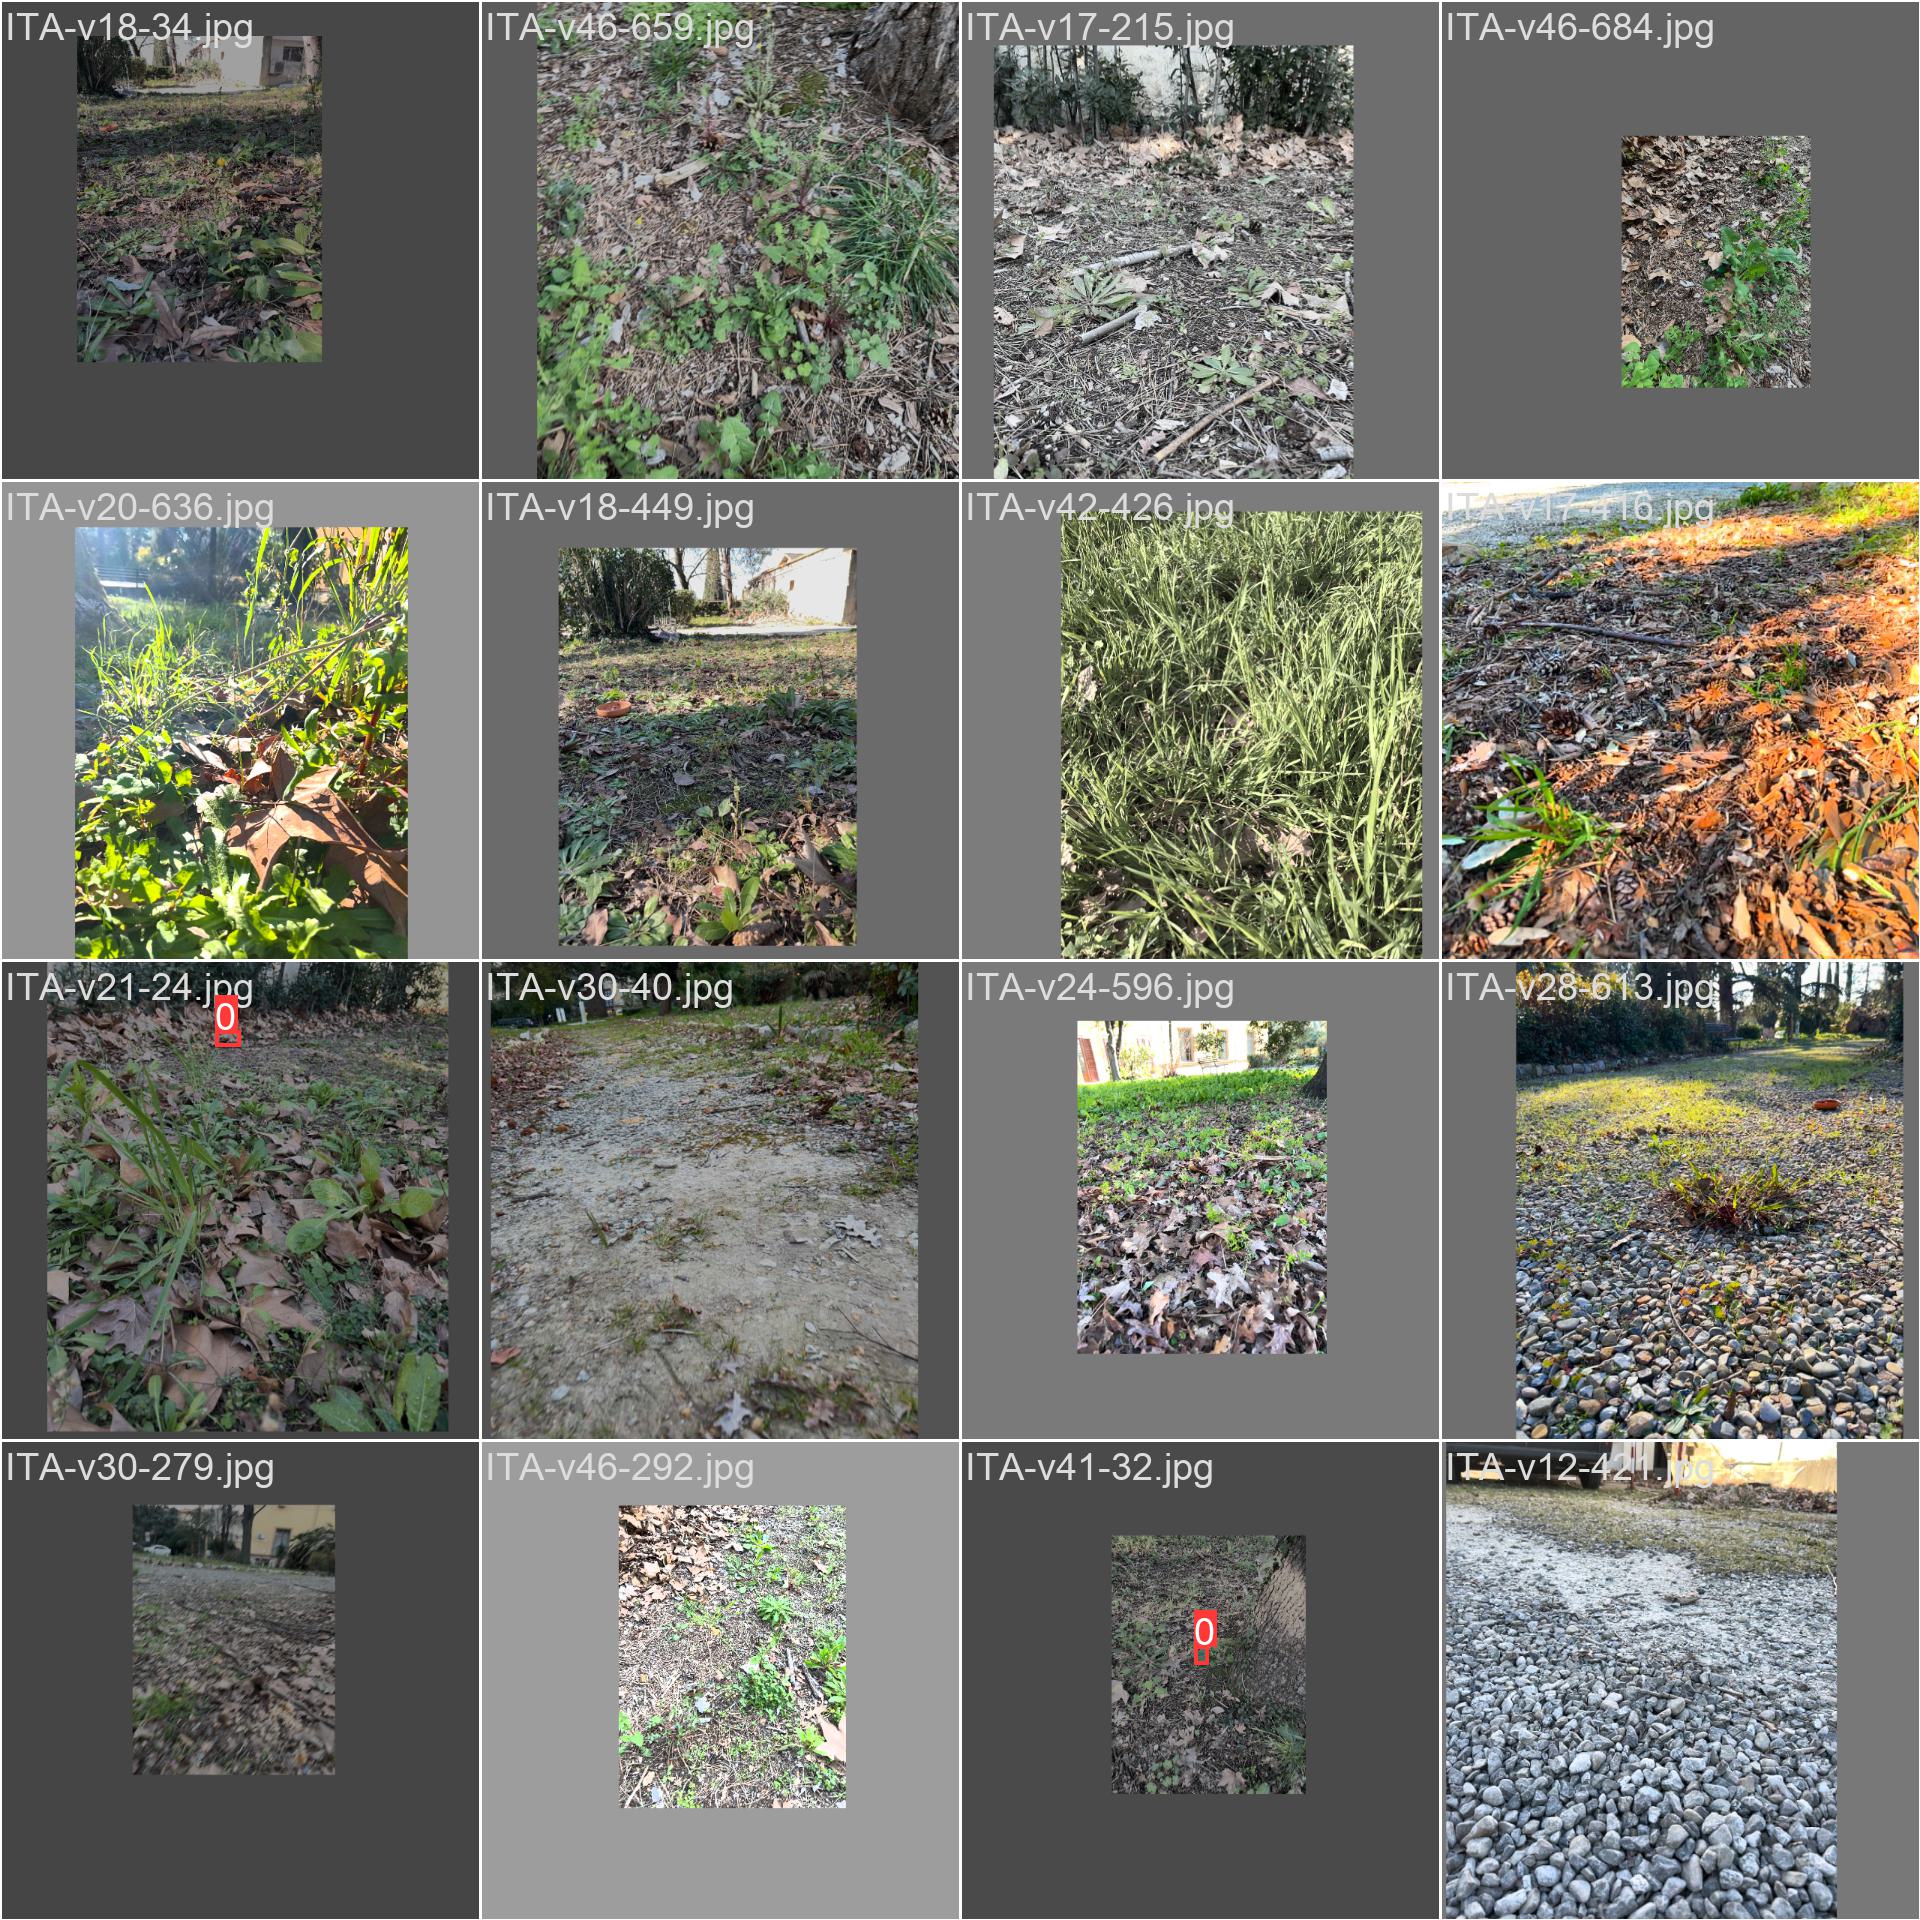 ITA-v18-34.jpg
ITA-v46-659.jpg
ITA-v17-215.jpg
ITA-v46-684.jpg
ITA-v20-636.jpg
ITA-v18-449.jpg
ITA-v42-426.jpg
ITA-v17-416.jpg
ITA-v21-24.jpg
0
ITA-v30-40.jpg
ITA-v24-596.jpg
ITA-v28-613.jpg
ITA-v30-279.jpg
ITA-v46-292.jpg
ITA-v41-32.jpg
0
ITA-v12-421.jpg